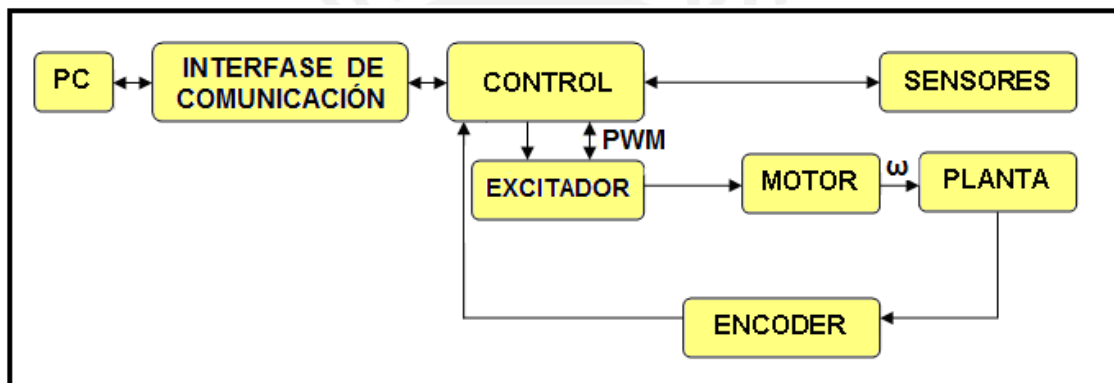 PC
INTERFASE DE
COMUNICACIÓN
CONTROL
SENSORES
PWM
EXCITADOR
MOTOR
ω
PLANTA
ENCODER